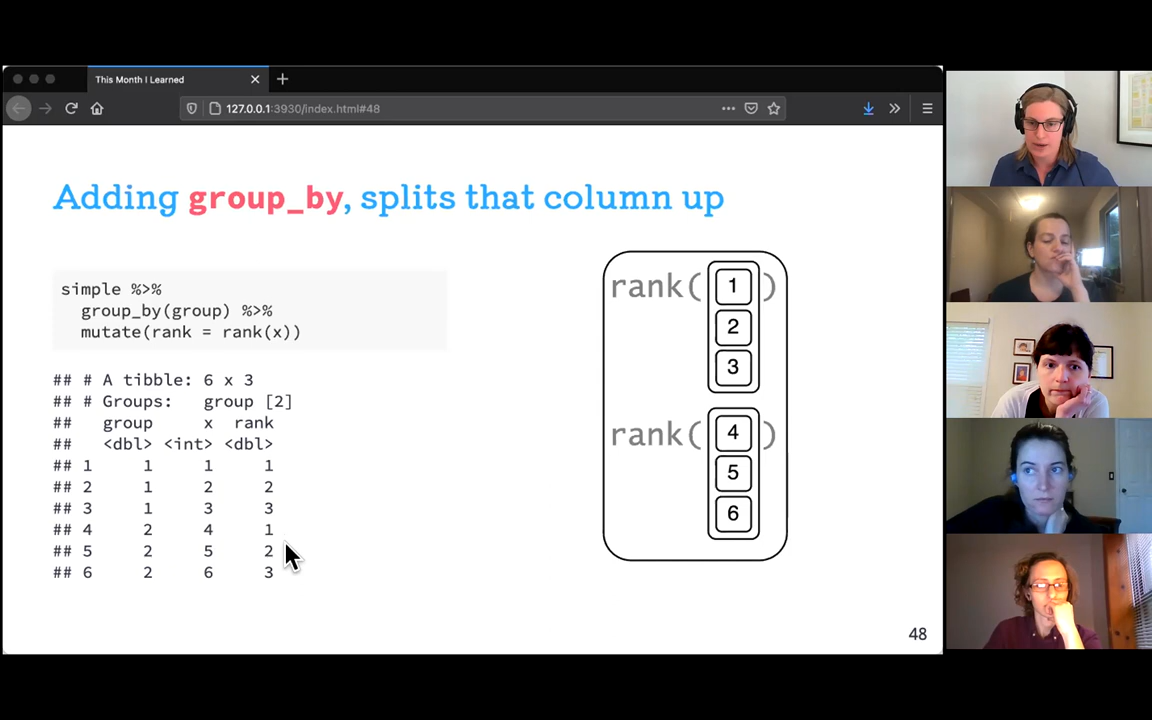 This Month I Learned
127.0.0.1:3930/index.html#48
Adding group_by, splits that column up
simple %>%
  group_by(group) %>%
  mutate(rank = rank(x))
## # A tibble: 6 x 3
## # Groups:   group [2]
##   group     x  rank
##   <dbl> <int> <dbl>
## 1     1     1     1
## 2     1     2     2
## 3     1     3     3
## 4     2     4     1
## 5     2     5     2
## 6     2     6     3
rank( 1 )
2
3
rank( 4 )
5
6
48